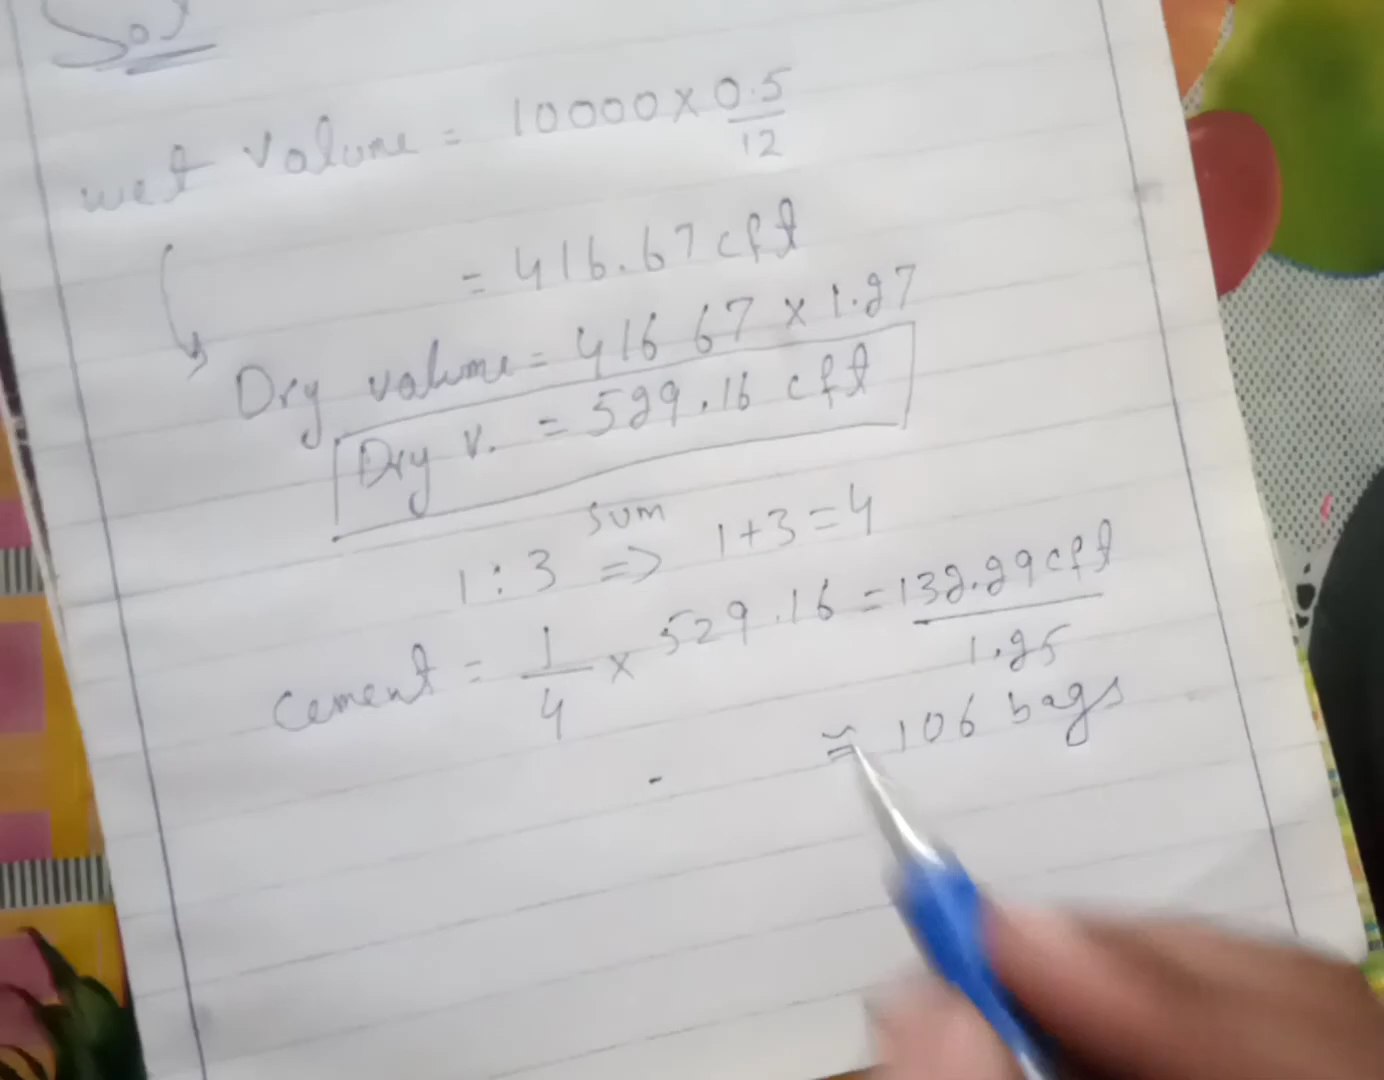 Sol
wet volume = 10000 x 0.5/12
= 416.67 cft
Dry volume = 416 67 x 1.27
Dry v. = 529.16 cft
1:3 sum => 1+3=4
Cement = 1/4 x 529.16 = 132.29 cft/1.25
≈ 106 bags